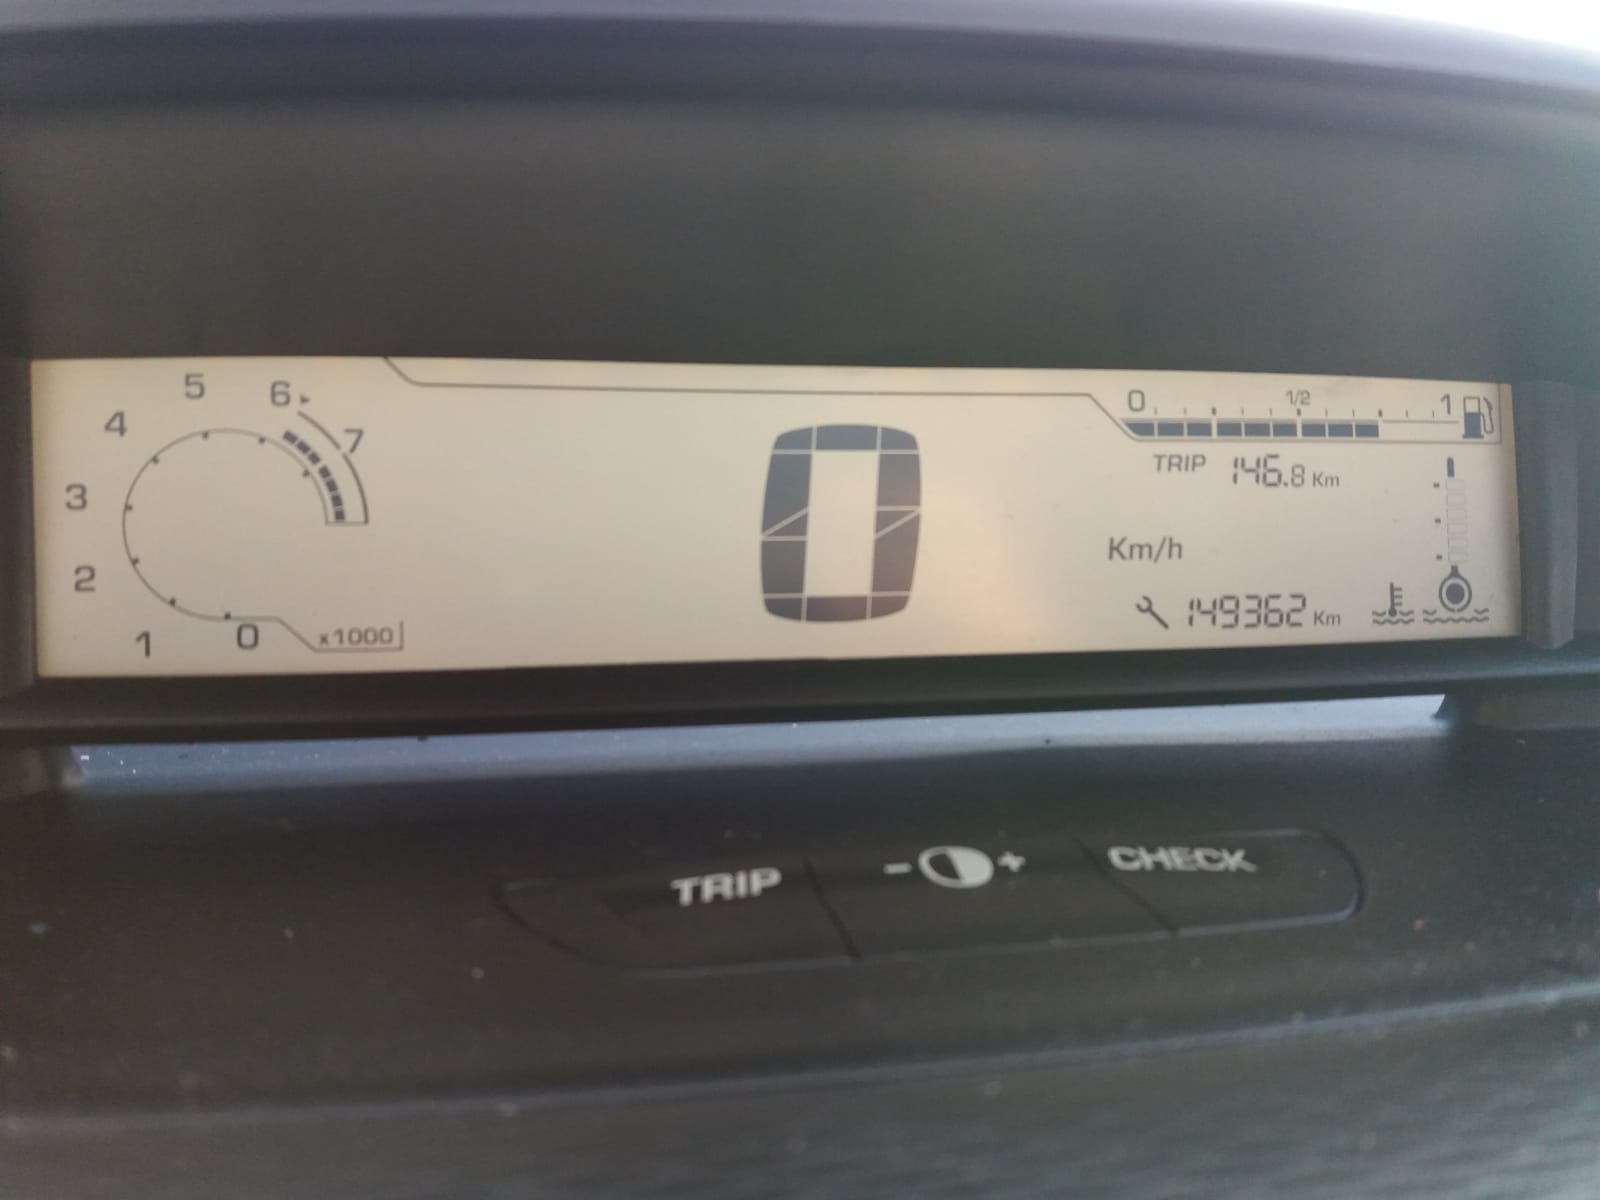 5 6
4 7
3
2
1 0 x1000
0
0 1/2 1
TRIP 146.8 Km
Km/h
149362 Km
TRIP - + CHECK